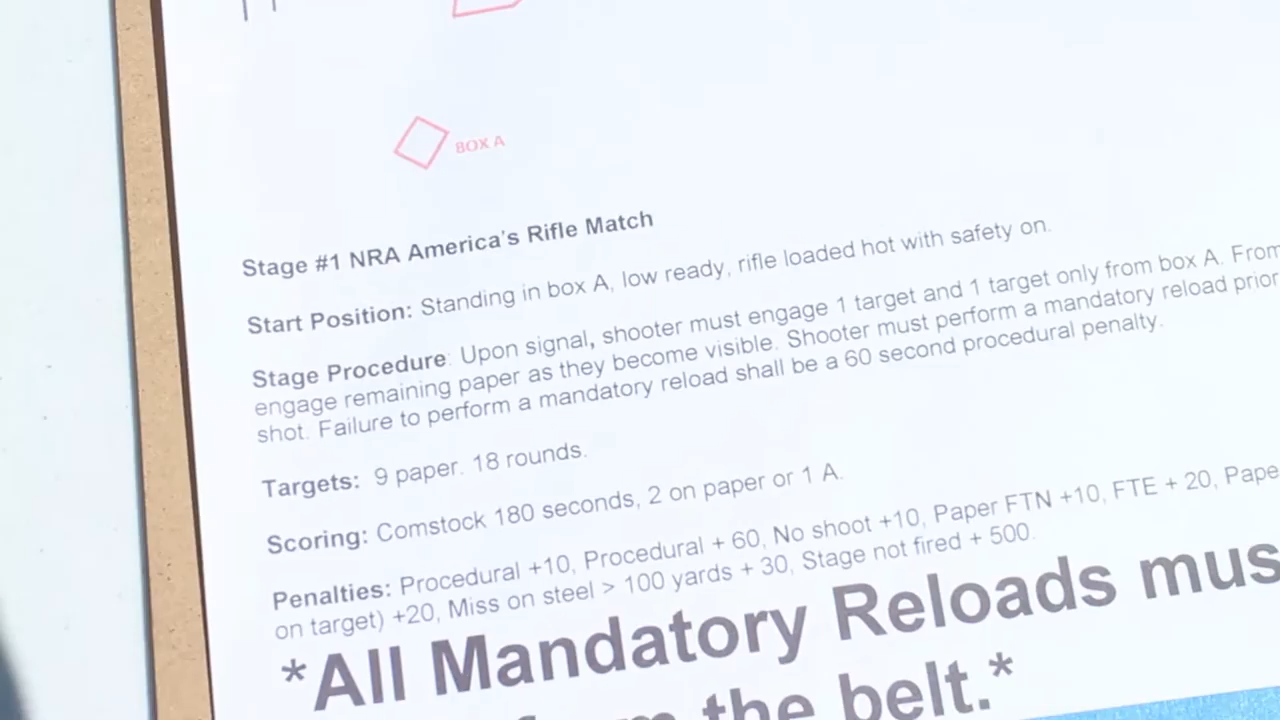 BOX A
Stage #1 NRA America's Rifle Match
Start Position: Standing in box A, low ready, rifle loaded hot with safety on.
Stage Procedure: Upon signal, shooter must engage 1 target and 1 target only from box A. From
engage remaining paper as they become visible. Shooter must perform a mandatory reload prior
shot. Failure to perform a mandatory reload shall be a 60 second procedural penalty.
Targets: 9 paper. 18 rounds.
Scoring: Comstock 180 seconds, 2 on paper or 1 A.
Penalties: Procedural +10, Procedural + 60, No shoot +10, Paper FTN +10, FTE + 20, Pape
on target) +20, Miss on steel > 100 yards + 30, Stage not fired + 500.
*All Mandatory Reloads mus
the belt.*